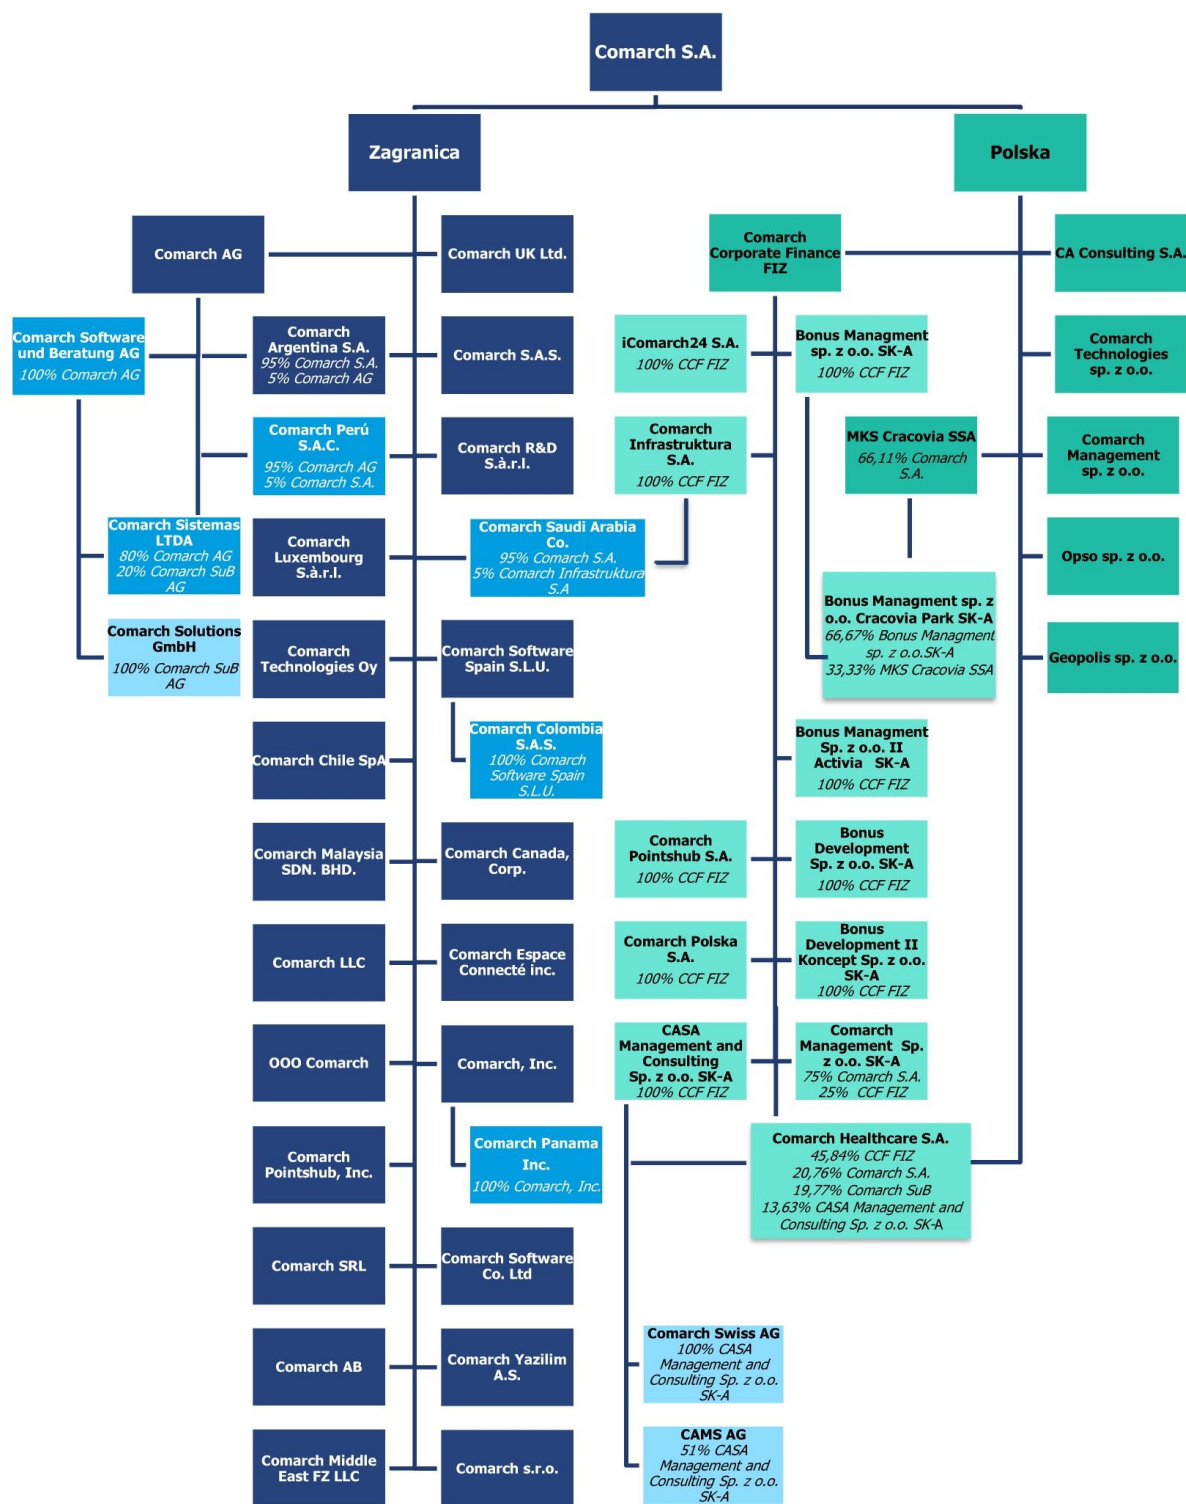 Comarch S.A.
Zagranica
Polska
Comarch AG
Comarch UK Ltd.
Comarch
Corporate Finance
FIZ
CA Consulting S.A.
Comarch Software
und Beratung AG
100% Comarch AG
Comarch
Argentina S.A.
95% Comarch S.A.
5% Comarch AG
Comarch S.A.S.
iComarch24 S.A.
100% CCF FIZ
Bonus Managment
sp. z o.o. SK-A
100% CCF FIZ
Comarch
Technologies
sp. z o.o.
Comarch Perú
S.A.C.
95% Comarch AG
5% Comarch S.A.
Comarch R&D
S.à.r.l.
Comarch
Infrastruktura
S.A.
100% CCF FIZ
MKS Cracovia SSA
66,11% Comarch
S.A.
Comarch
Management
sp. z o.o.
Comarch Sistemas
LTDA
80% Comarch AG
20% Comarch SuB
AG
Comarch
Luxembourg
S.à.r.l.
Comarch Saudi Arabia
Co.
95% Comarch S.A.
5% Comarch Infrastruktura
S.A
Opso sp. z o.o.
Comarch Solutions
GmbH
100% Comarch SuB
AG
Comarch
Technologies Oy
Comarch Software
Spain S.L.U.
Bonus Managment sp. z
o.o. Cracovia Park SK-A
66,67% Bonus Managment
sp. z o.o.SK-A
33,33% MKS Cracovia SSA
Geopolis sp. z o.o.
Comarch Chile SpA
Comarch Colombia
S.A.S.
100% Comarch
Software Spain
S.L.U.
Bonus Managment
Sp. z o.o. II
Activia SK-A
100% CCF FIZ
Comarch Malaysia
SDN. BHD.
Comarch Canada,
Corp.
Comarch
Pointshub S.A.
100% CCF FIZ
Bonus
Development
Sp. z o.o. SK-A
100% CCF FIZ
Comarch LLC
Comarch Espace
Connecté inc.
Comarch Polska
S.A.
100% CCF FIZ
Bonus
Development II
Koncept Sp. z o.o.
SK-A
100% CCF FIZ
OOO Comarch
Comarch, Inc.
CASA
Management and
Consulting
Sp. z o.o. SK-A
100% CCF FIZ
Comarch
Management Sp.
z o.o. SK-A
75% Comarch S.A.
25% CCF FIZ
Comarch
Pointshub, Inc.
Comarch Panama
Inc.
100% Comarch, Inc.
Comarch Healthcare S.A.
45,84% CCF FIZ
20,76% Comarch S.A.
19,77% Comarch SuB
13,63% CASA Management and
Consulting Sp. z o.o. SK-A
Comarch SRL
Comarch Software
Co. Ltd
Comarch AB
Comarch Yazilim
A.S.
Comarch Swiss AG
100% CASA
Management and
Consulting Sp. z o.o.
SK-A
Comarch Middle
East FZ LLC
Comarch s.r.o.
CAMS AG
51% CASA
Management and
Consulting Sp. z o.o.
SK-A